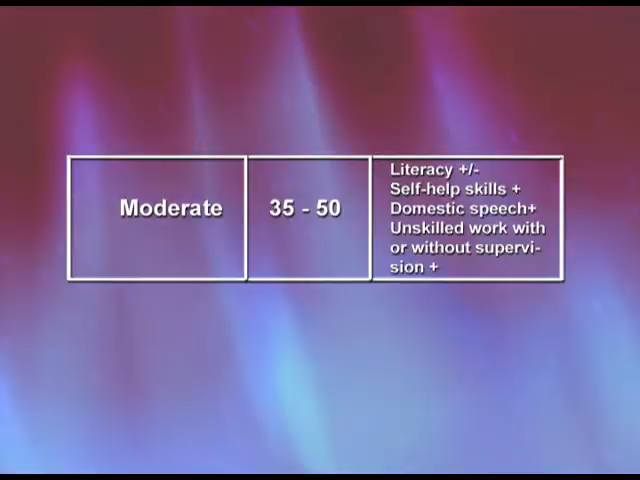 Moderate
35 - 50
Literacy +/-
Self-help skills +
Domestic speech+
Unskilled work with
or without supervi-
sion +